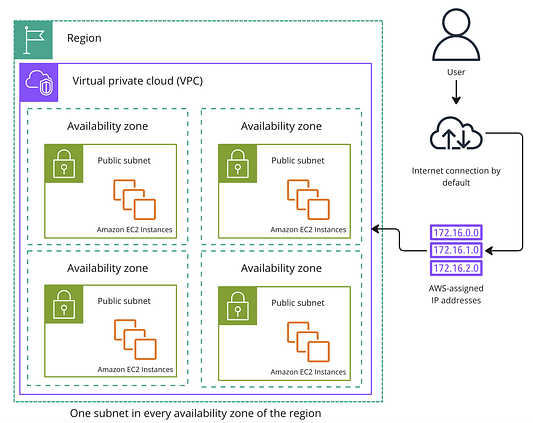 Region
Virtual private cloud (VPC)
Availability zone
Public subnet
Amazon EC2 Instances
Availability zone
Public subnet
Amazon EC2 Instances
Availability zone
Public subnet
Amazon EC2 Instances
Availability zone
Public subnet
Amazon EC2 Instances
One subnet in every availability zone of the region
User
Internet connection by
default
172.16.0.0
172.16.1.0
172.16.2.0
AWS-assigned
IP addresses